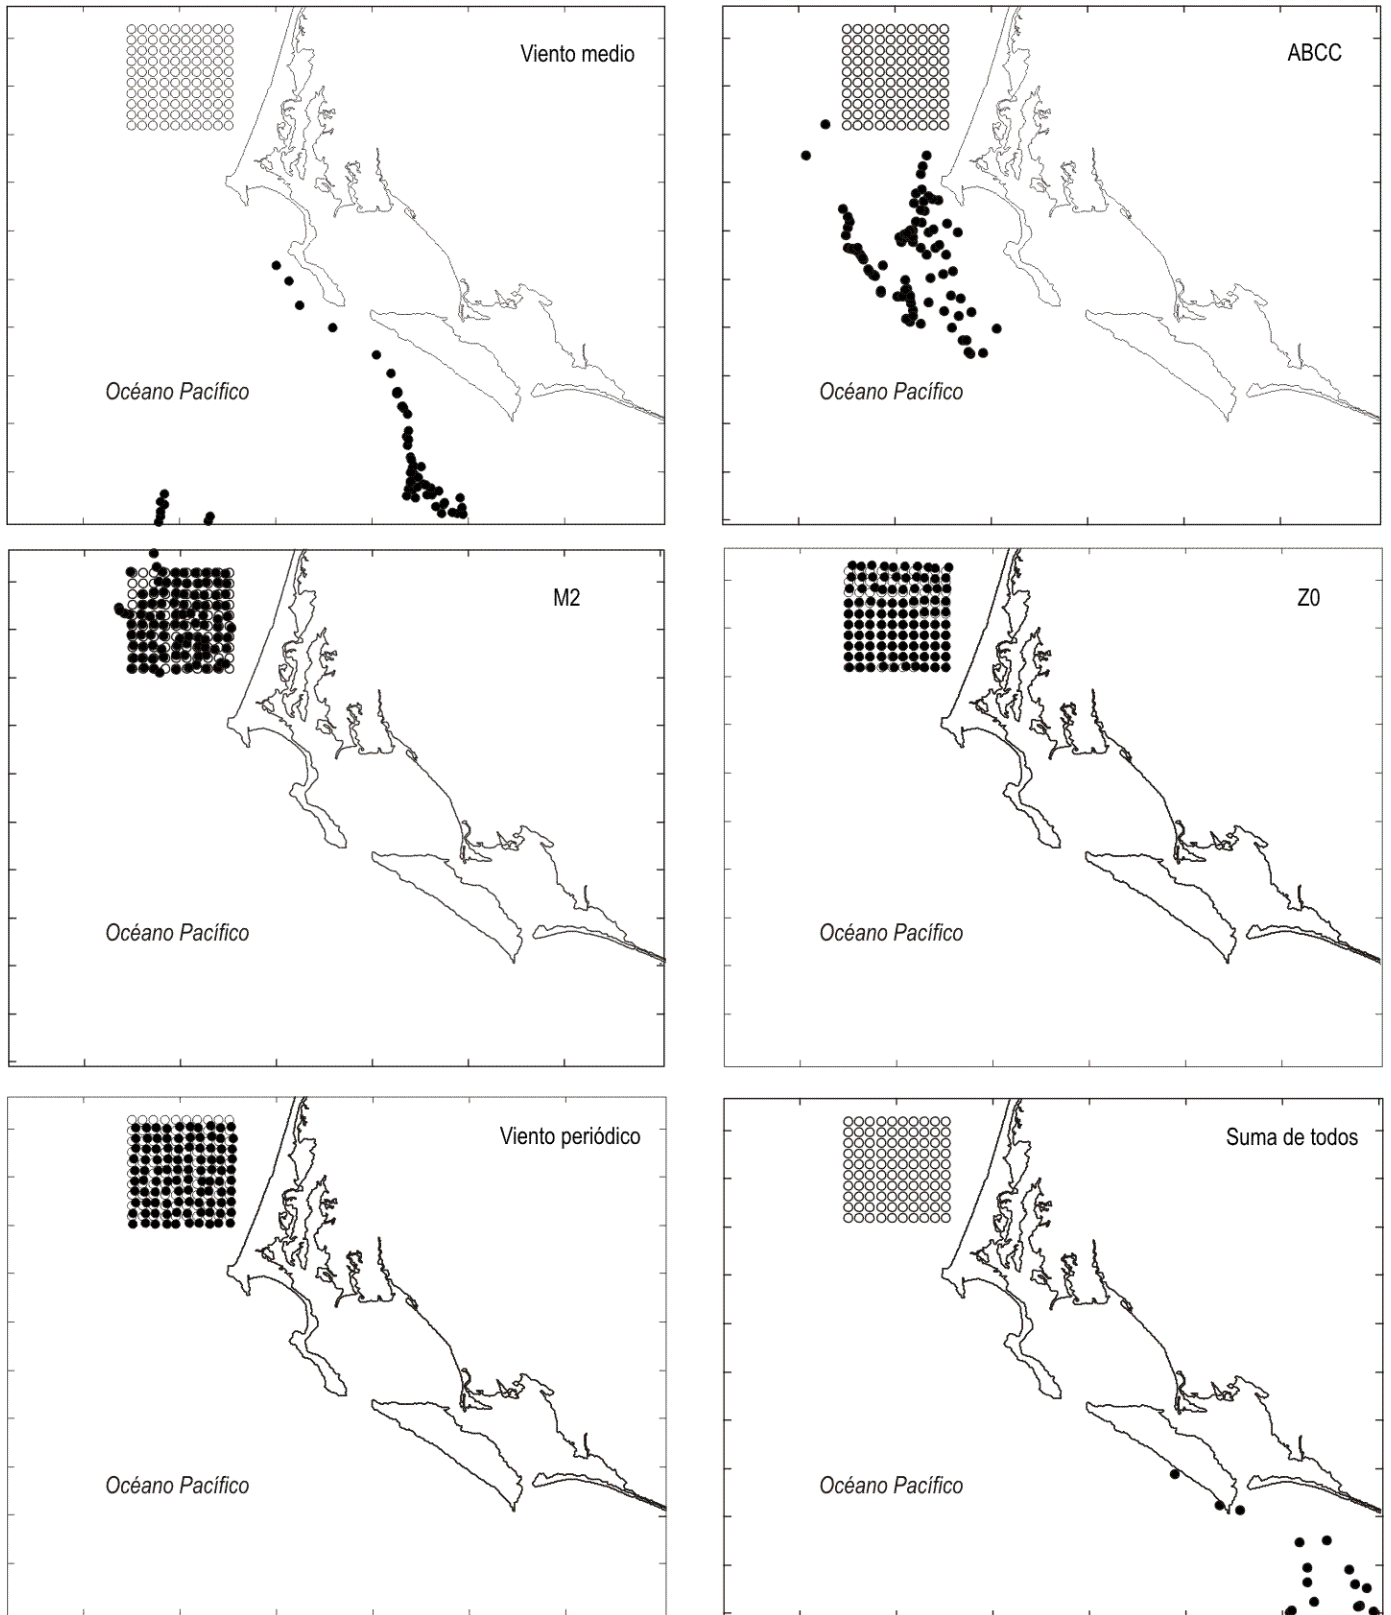 Viento medio
Océano Pacífico
ABCC
Océano Pacífico
M2
Océano Pacífico
Z0
Océano Pacífico
Viento periódico
Océano Pacífico
Suma de todos
Océano Pacífico